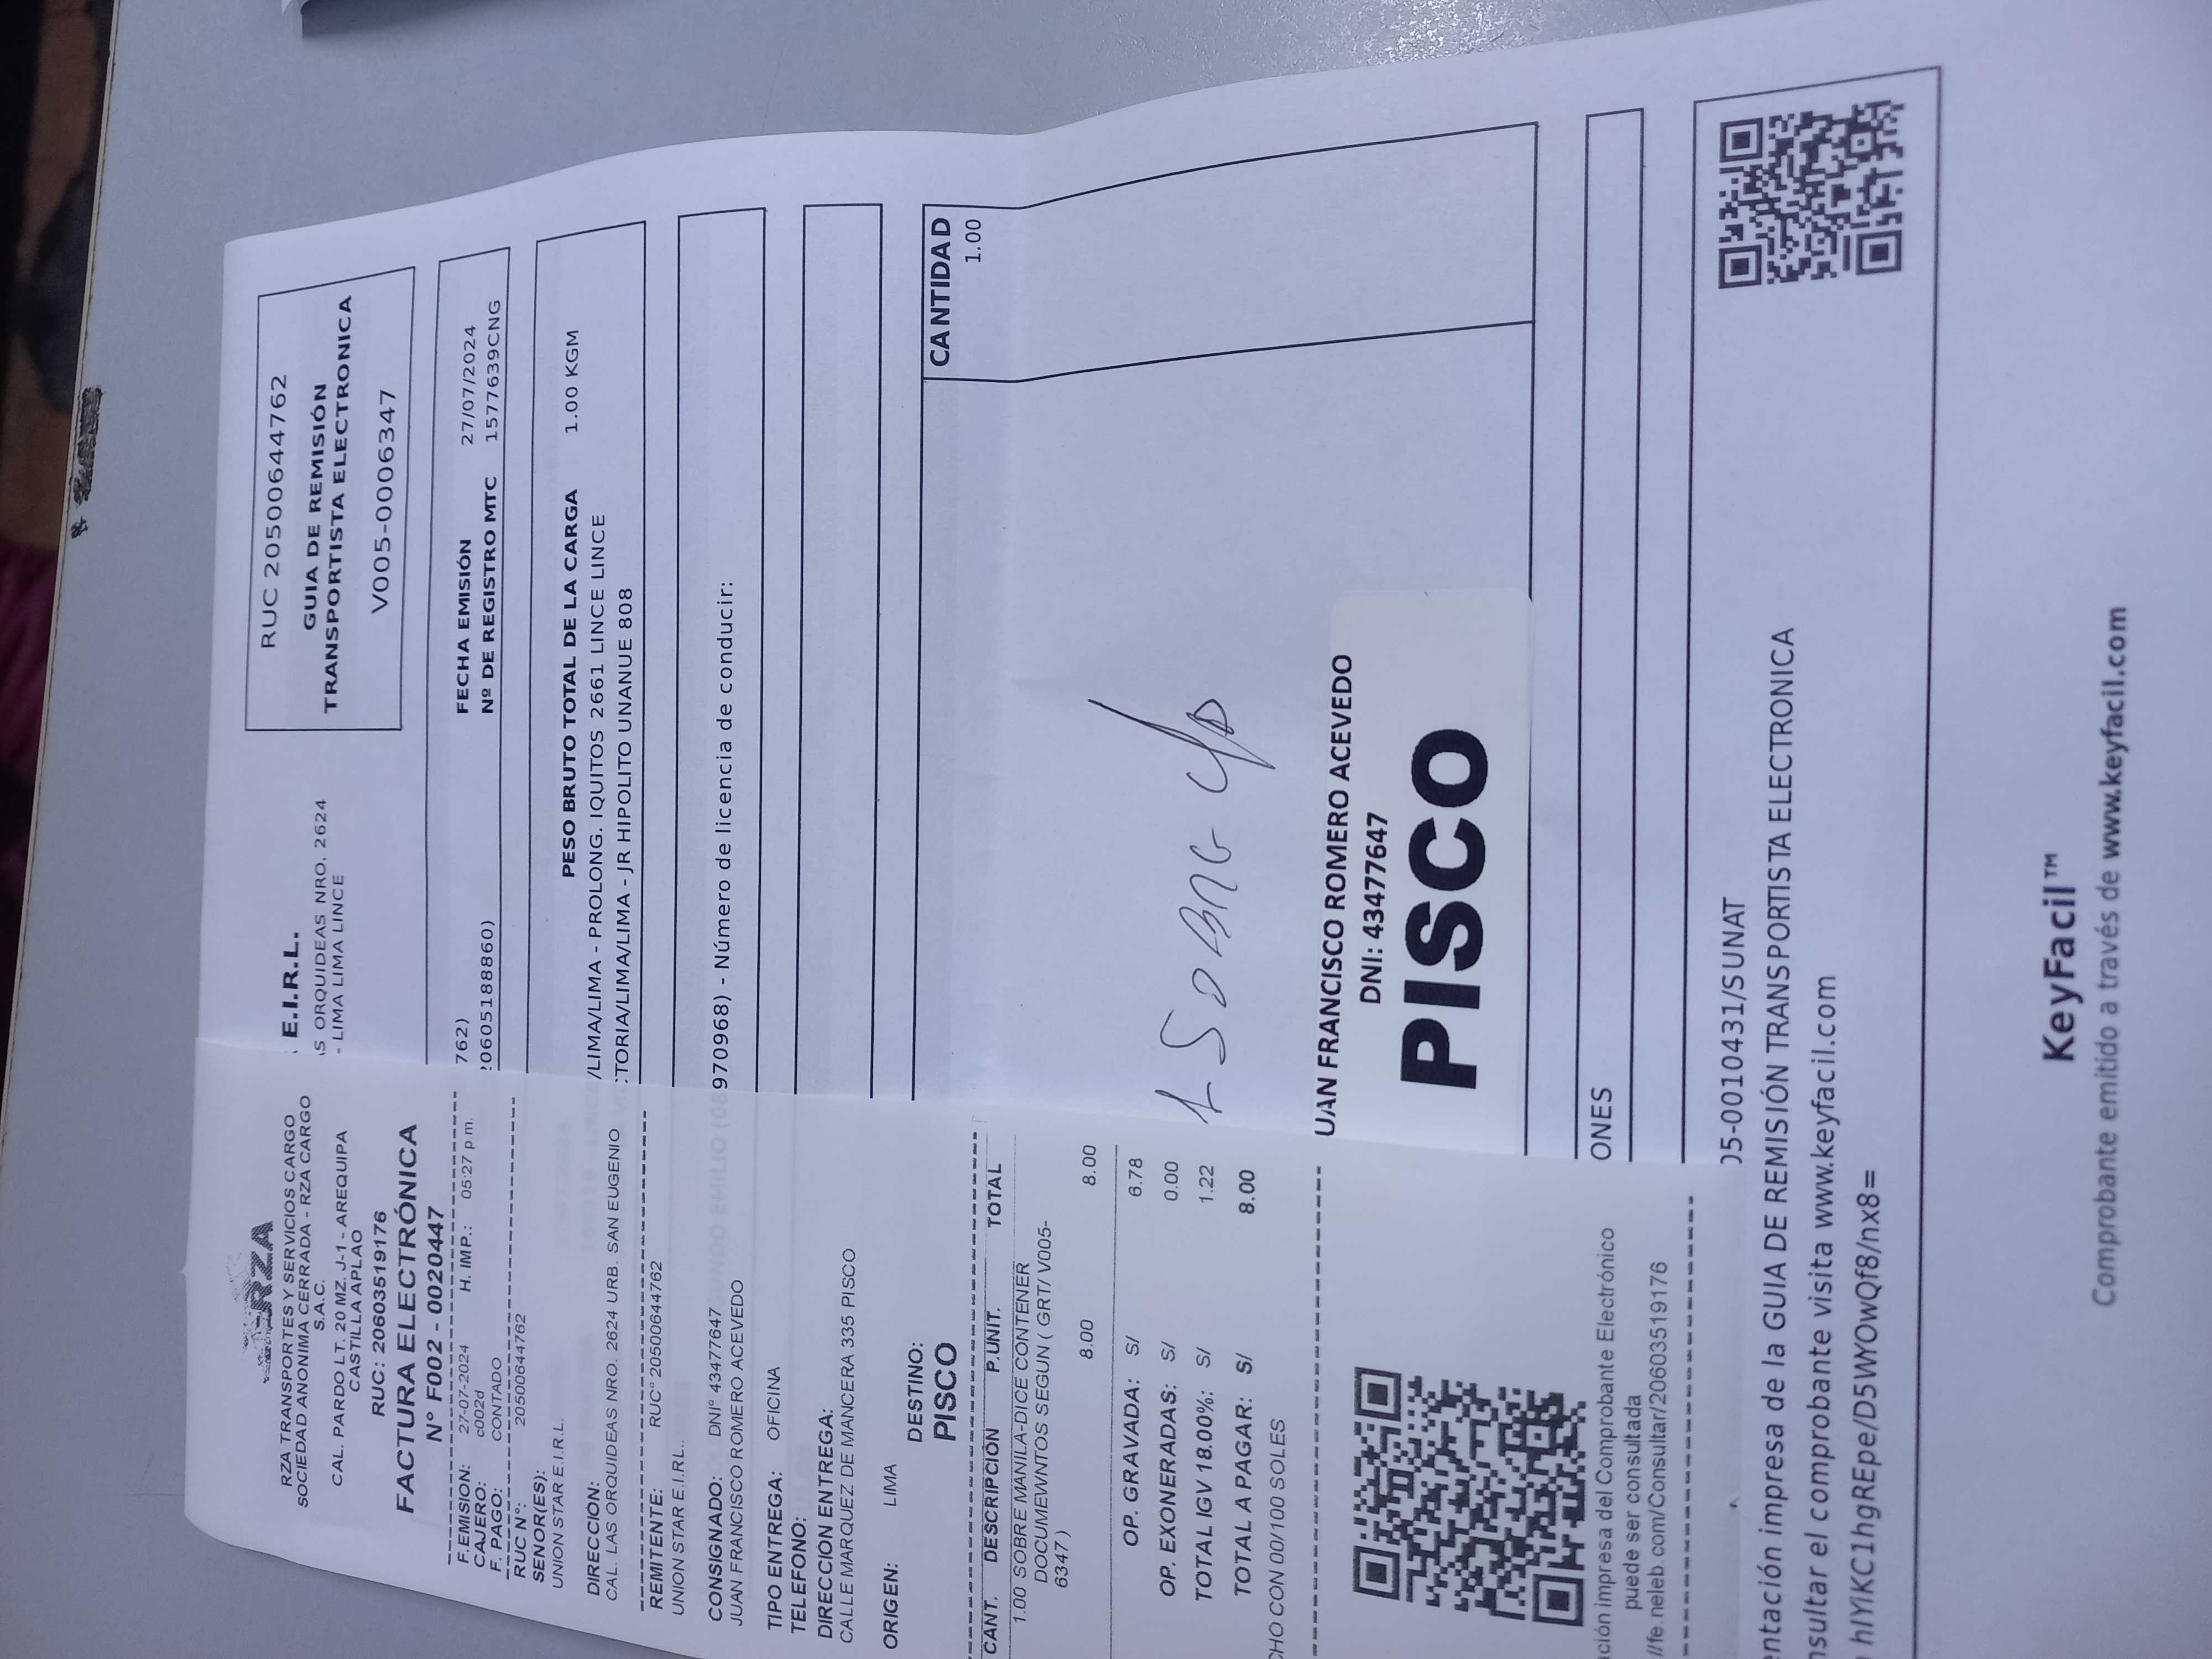 RZA
RZA TRANSPORTES Y SERVICIOS CARGO
SOCIEDAD ANONIMA CERRADA - RZA CARGO
S.A.C.
CAL. PARDO LT. 20 MZ. J-1 - AREQUIPA
CASTILLA APLAO
RUC: 20603519176
FACTURA ELECTRÓNICA
N° F002 - 0020447
F.EMISIÓN: 27-07-2024 H. IMP.: 05:27 p.m.
CAJERO: c002d
F. PAGO: CONTADO
RUC N°: 20500644762
SEÑOR(ES):
UNION STAR E.I.R.L.
DIRECCIÓN:
CAL. LAS ORQUIDEAS NRO. 2624 URB. SAN EUGENIO
REMITENTE: RUC° 20500644762
UNION STAR E.I.RL..
CONSIGNADO: DNI° 43477647
JUAN FRANCISCO ROMERO ACEVEDO
TIPO ENTREGA: OFICINA
TELEFONO:
DIRECCION ENTREGA:
CALLE MARQUEZ DE MANCERA 335 PISCO
ORIGEN: LIMA
DESTINO:
PISCO
CANT. DESCRIPCIÓN P.UNIT. TOTAL
1.00 SOBRE MANILA-DICE CONTENER
DOCUMEWNTOS SEGUN ( GRT/ V005-
6347 )
8.00 8.00
OP. GRAVADA: S/ 6.78
OP. EXONERADAS: S/ 0.00
TOTAL IGV 18.00%: S/ 1.22
TOTAL A PAGAR: S/ 8.00
CHO CON 00/100 SOLES
ción impresa del Comprobante Electrónico
puede ser consultada
//fe.neleb.com/Consultar/20603519176
E.I.R.L.
S ORQUIDEAS NRO. 2624
- LIMA LIMA LINCE
RUC 20500644762
GUIA DE REMISIÓN
TRANSPORTISTA ELECTRONICA
V005-00006347
762) FECHA EMISIÓN 27/07/2024
20605188860) Nº DE REGISTRO MTC 1577639CNG
PESO BRUTO TOTAL DE LA CARGA 1.00 KGM
/LIMA/LIMA - PROLONG. IQUITOS 2661 LINCE LINCE
TORIA/LIMA/LIMA - JR HIPOLITO UNANUE 808
970968) - Número de licencia de conducir:
CANTIDAD
1.00
UAN FRANCISCO ROMERO ACEVEDO
DNI: 43477647
PISCO
ONES
05-0010431/SUNAT
entación impresa de la GUIA DE REMISIÓN TRANSPORTISTA ELECTRONICA
nsultar el comprobante visita www.keyfacil.com
hIYiKC1hgREpe/D5WYOwQf8/nx8=
KeyFacil™
Comprobante emitido a través de www.keyfacil.com